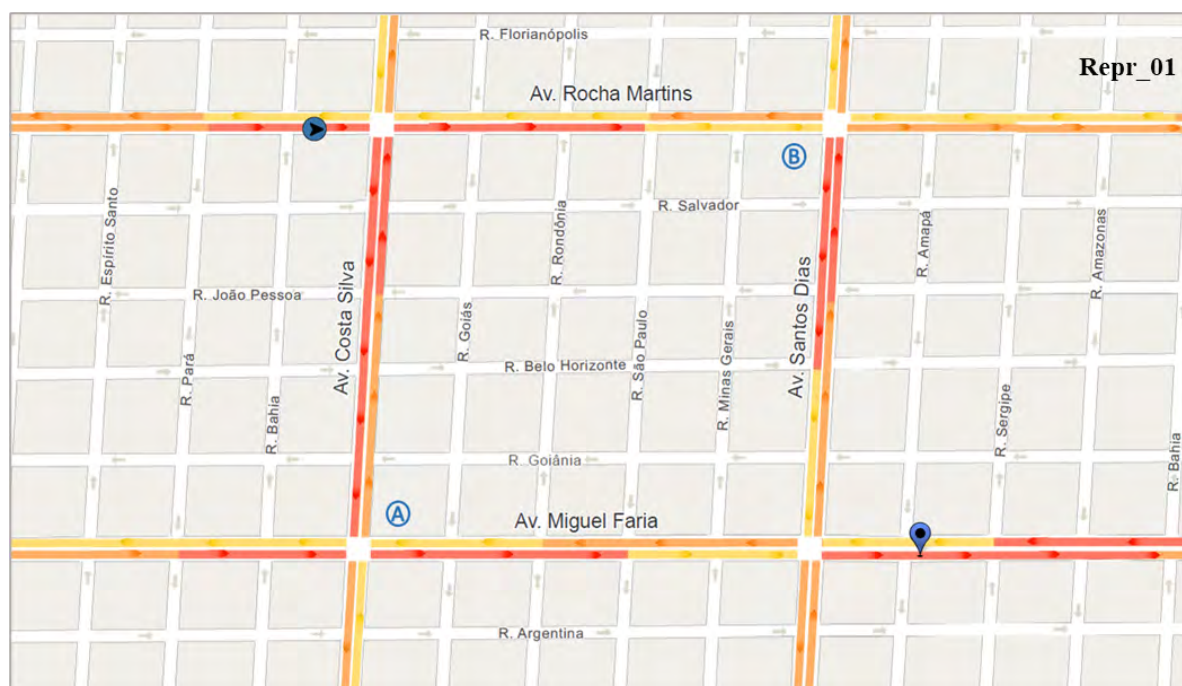 R. Florianópolis
Repr_01
Av. Rocha Martins
B
R. Salvador
R. Espírito Santo
R. Rondônia
R. Amapá
R. Amazonas
R. João Pessoa
Av. Costa Silva
R. Goiás
Av. Santos Dias
R. São Paulo
R. Minas Gerais
R. Belo Horizonte
R. Pará
R. Bahia
R. Sergipe
R. Bahia
R. Goiânia
A
Av. Miguel Faria
R. Argentina